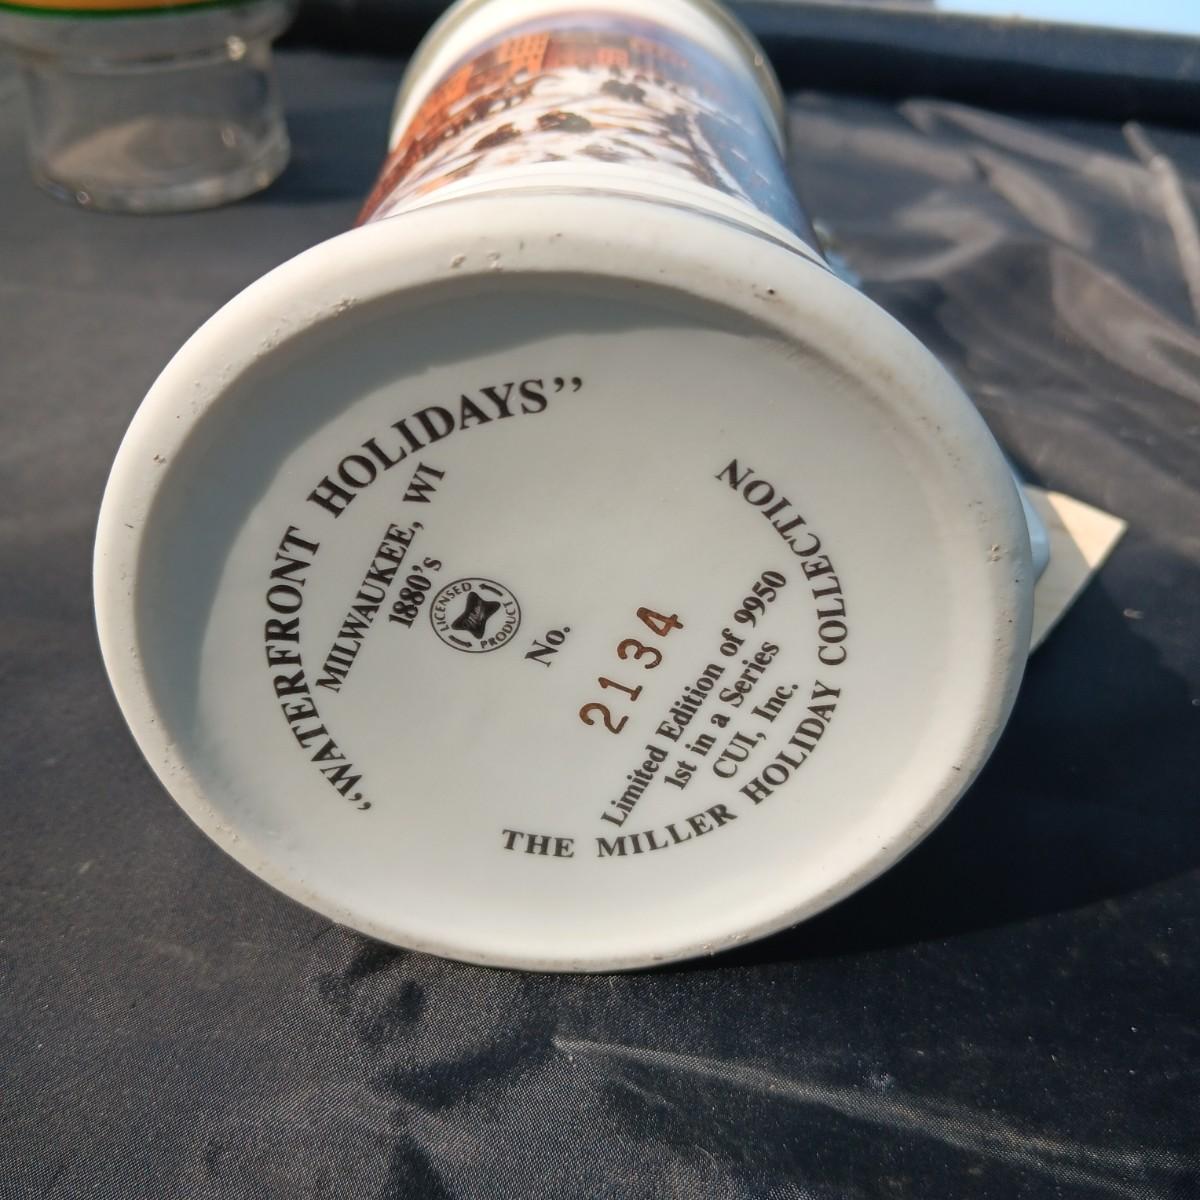 “WATERFRONT HOLIDAYS”
MILWAUKEE, WI
1880's
LICENSED
Miller
PRODUCT
No.
2134
Limited Edition of 9950
1st in a Series
CUI, Inc.
THE MILLER HOLIDAY COLLECTION